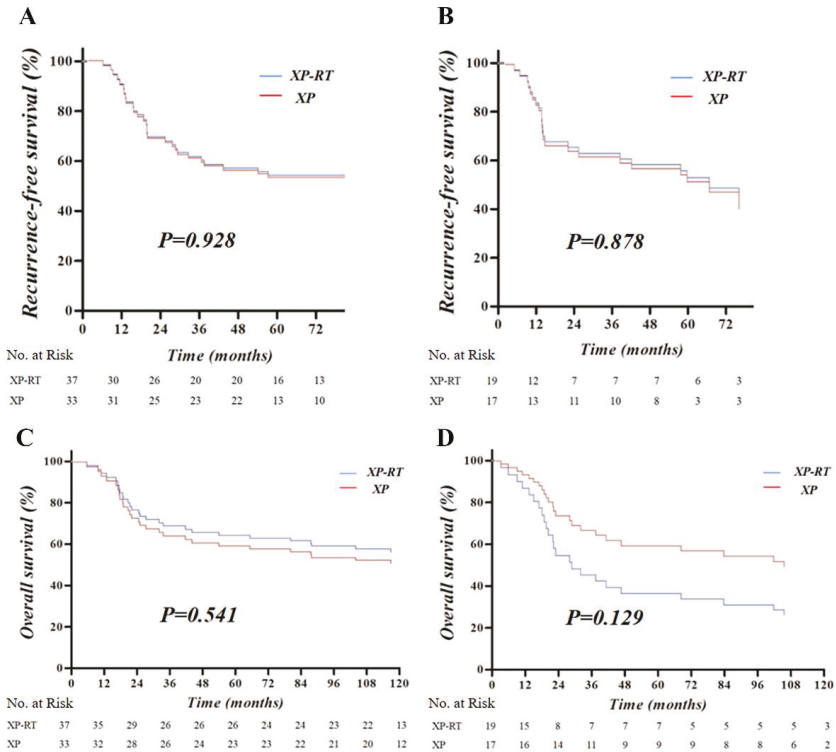 A
Recurrence-free survival (%)
100
80
60
40
20
0
XP-RT
XP
P=0.928
0 12 24 36 48 60 72
Time (months)
No. at Risk
XP-RT 37 30 26 20 20 16 13
XP 33 31 25 23 22 13 10
B
Recurrence-free survival (%)
100
80
60
40
20
0
XP-RT
XP
P=0.878
0 12 24 36 48 60 72
Time (months)
No. at Risk
XP-RT 19 12 7 7 7 6 3
XP 17 13 11 10 8 3 3
C
Overall survival (%)
100
80
60
40
20
0
XP-RT
XP
P=0.541
0 12 24 36 48 60 72 84 96 108 120
Time (months)
No. at Risk
XP-RT 37 35 29 26 26 26 24 24 23 22 13
XP 33 32 28 26 24 23 23 22 21 20 12
D
Overall survival (%)
100
80
60
40
20
0
XP-RT
XP
P=0.129
0 12 24 36 48 60 72 84 96 108 120
Time (months)
No. at Risk
XP-RT 19 15 8 7 7 7 5 5 5 5 3
XP 17 16 14 11 9 9 9 8 8 6 2